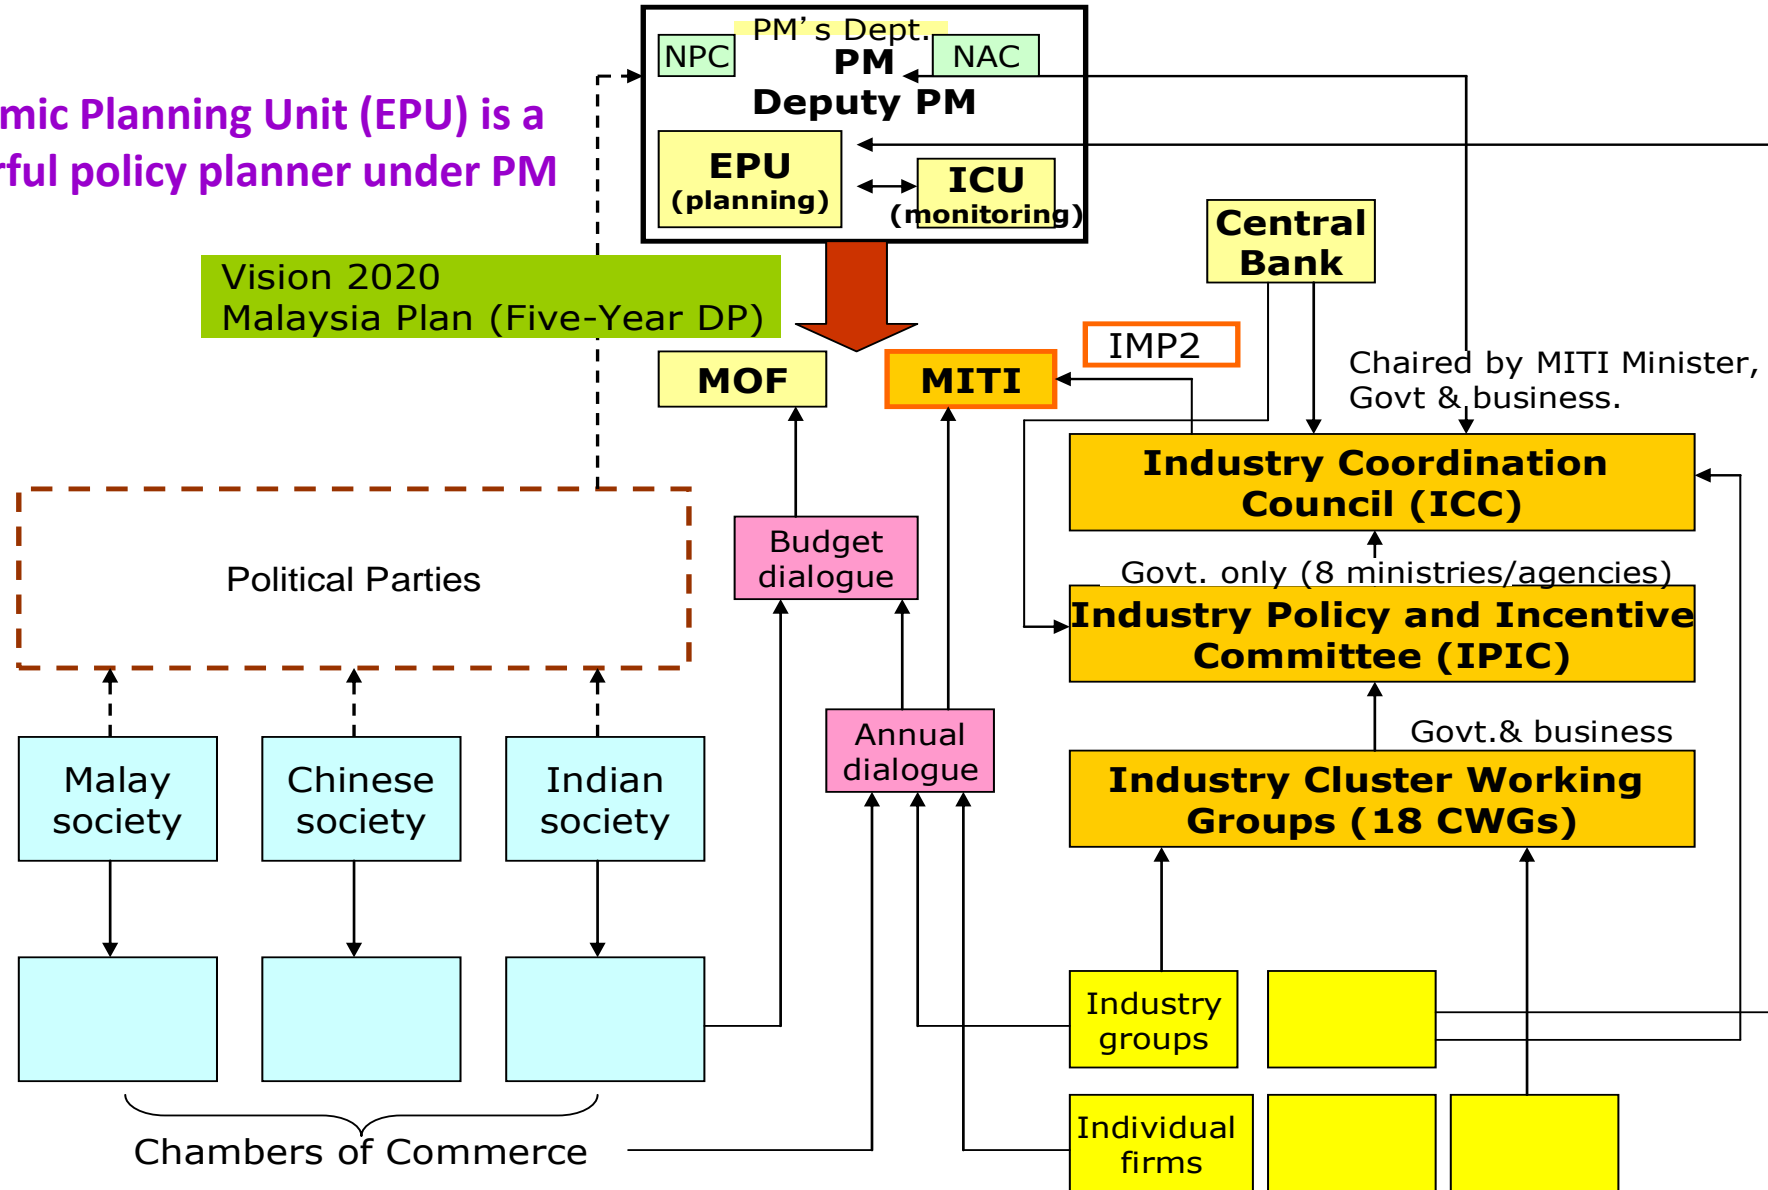 PM's Dept.
NPC
PM
NAC
Deputy PM
mic Planning Unit (EPU) is a
rful policy planner under PM
EPU
(planning)
ICU
(monitoring)
Central
Bank
Vision 2020
Malaysia Plan (Five-Year DP)
IMP2
MOF
MITI
Chaired by MITI Minister,
Govt & business.
Industry Coordination
Council (ICC)
Budget
dialogue
Political Parties
Govt. only (8 ministries/agencies)
Industry Policy and Incentive
Committee (IPIC)
Annual
dialogue
Govt.& business
Malay
society
Chinese
society
Indian
society
Industry Cluster Working
Groups (18 CWGs)
Industry
groups
Individual
firms
Chambers of Commerce